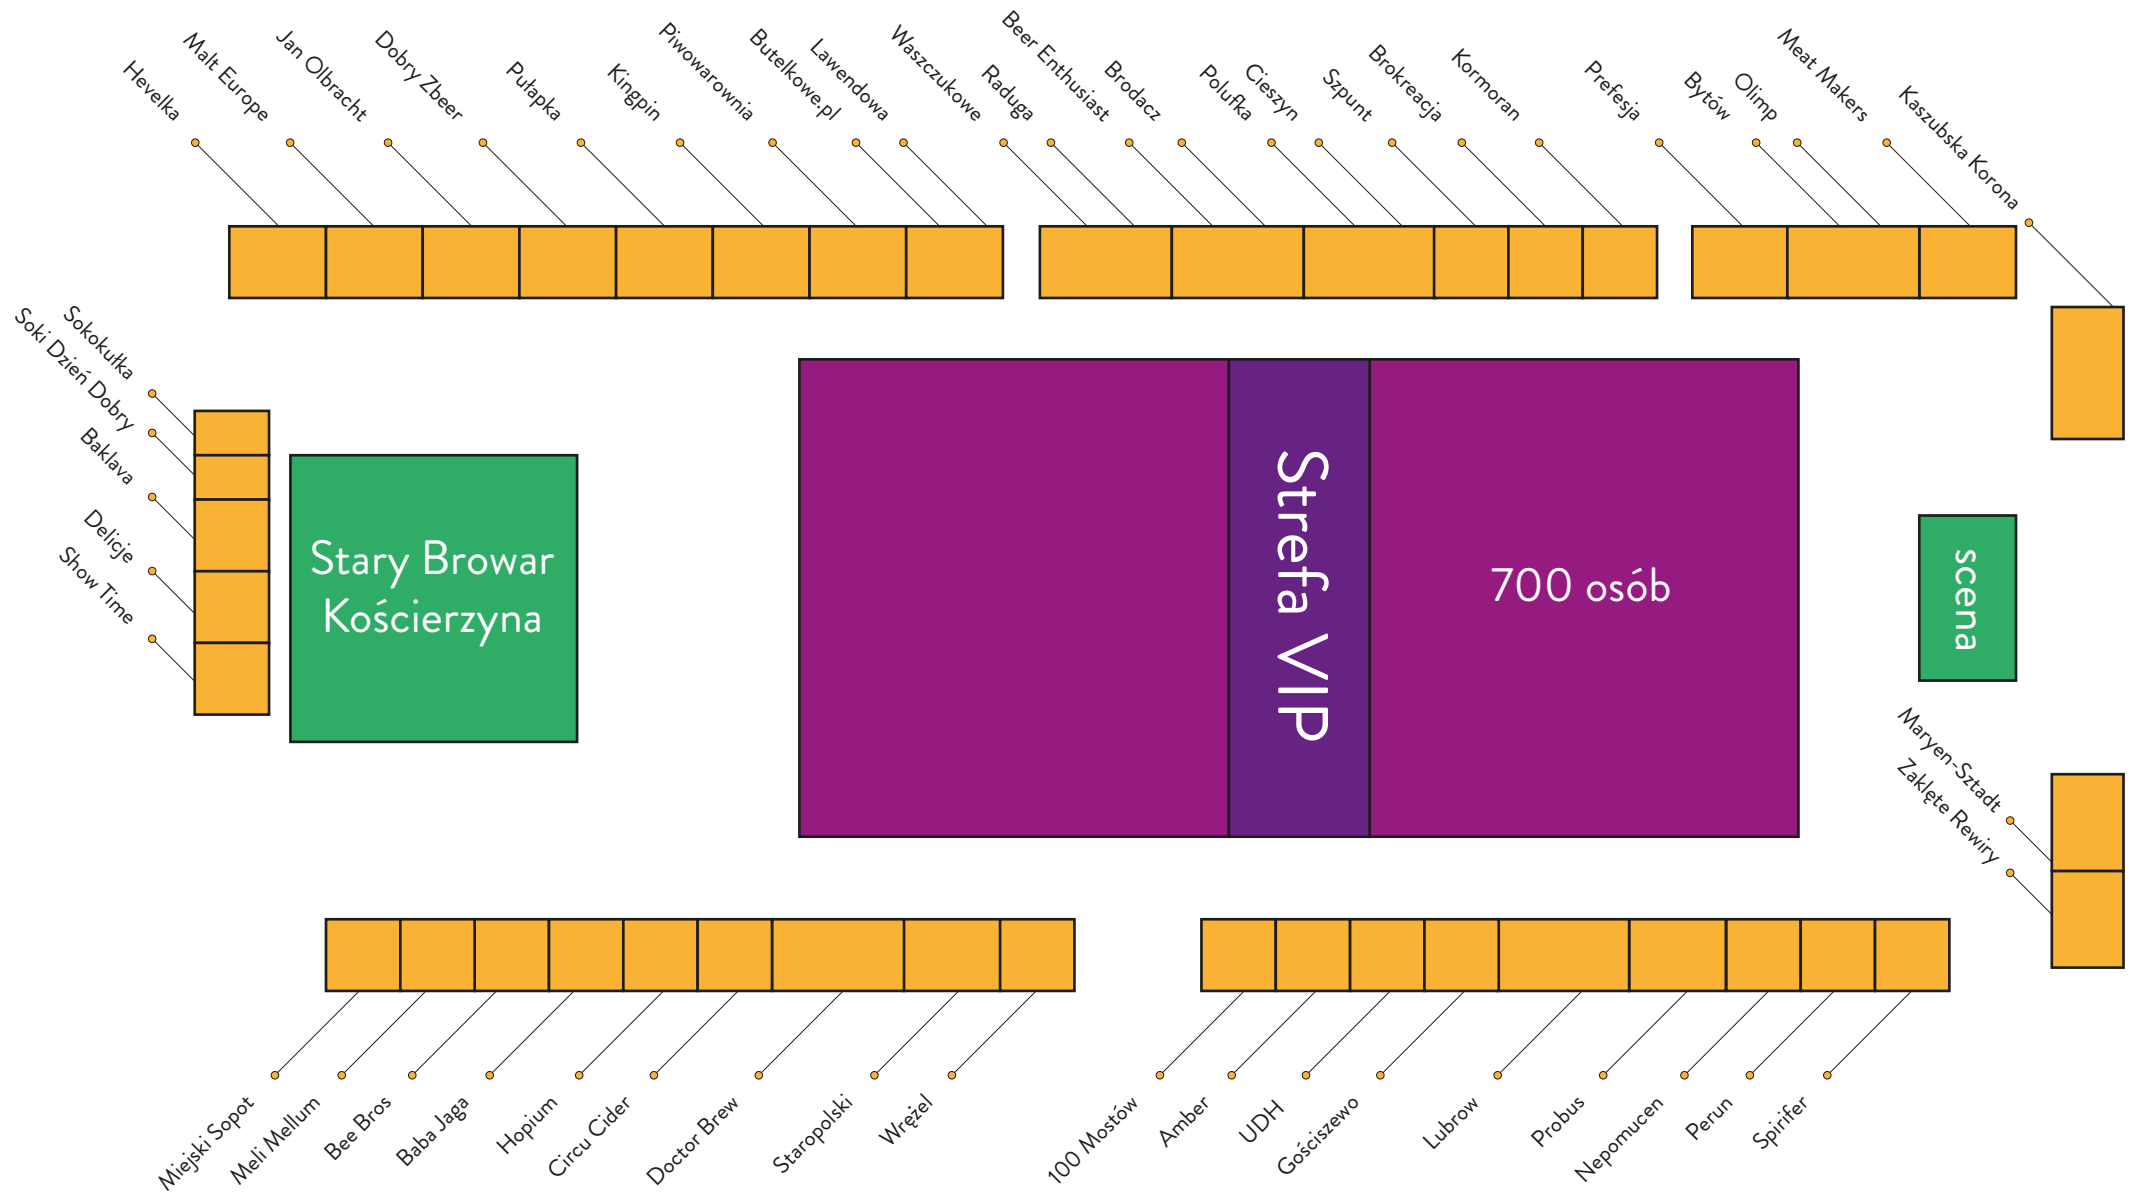 Hevelka
Malt Europe
Jan Olbracht
Dobry Zbeer
Pułapka
Kingpin
Piwowarownia
Butelkowe.pl
Lawendowa
Waszczukowe
Raduga
Beer Enthusiast
Brodacz
Polufka
Cieszyn
Szpunt
Brokreacja
Kormoran
Prefesja
Bytów
Olimp
Meat Makers
Kaszubska Korona
Sokokułka
Soki Dzień Dobry
Baklava
Delicje
Show Time
Stary Browar
Kościerzyna
Strefa VIP
700 osób
scena
Maryen-Sztadt
Zaklęte Rewiry
Miejski Sopot
Meli Mellum
Bee Bros
Baba Jaga
Hopium
Circu Cider
Doctor Brew
Staropolski
Wrężel
100 Mostów
Amber
UDH
Gościszewo
Lubrow
Probus
Nepomucen
Perun
Spirifer